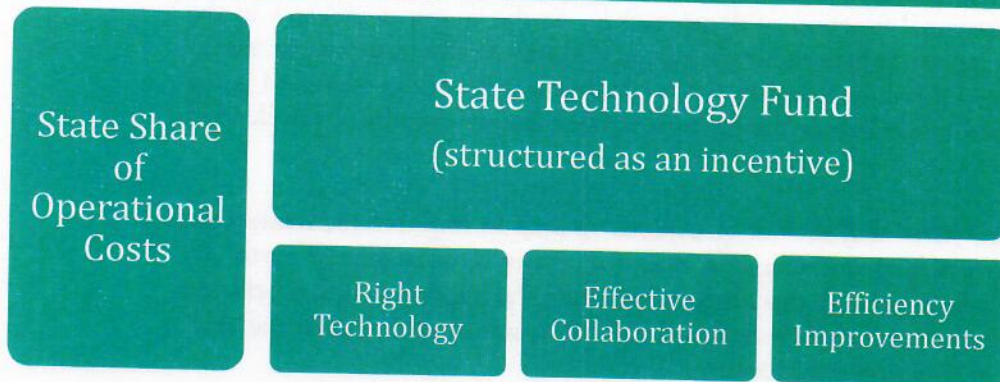 State Share
of
Operational
Costs
State Technology Fund
(structured as an incentive)
Right
Technology
Effective
Collaboration
Efficiency
Improvements